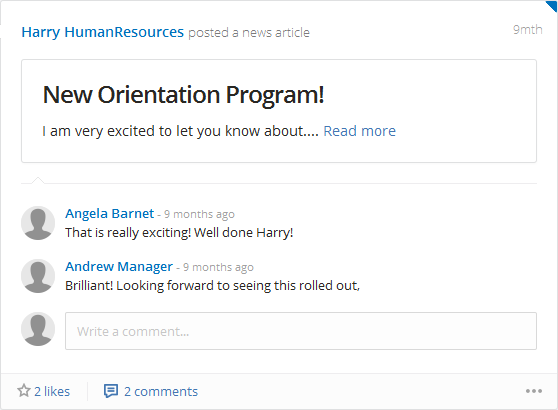 Harry HumanResources posted a news article 9mth
New Orientation Program!
I am very excited to let you know about.... Read more
Angela Barnet - 9 months ago
That is really exciting! Well done Harry!
Andrew Manager - 9 months ago
Brilliant! Looking forward to seeing this rolled out,
Write a comment...
2 likes 2 comments